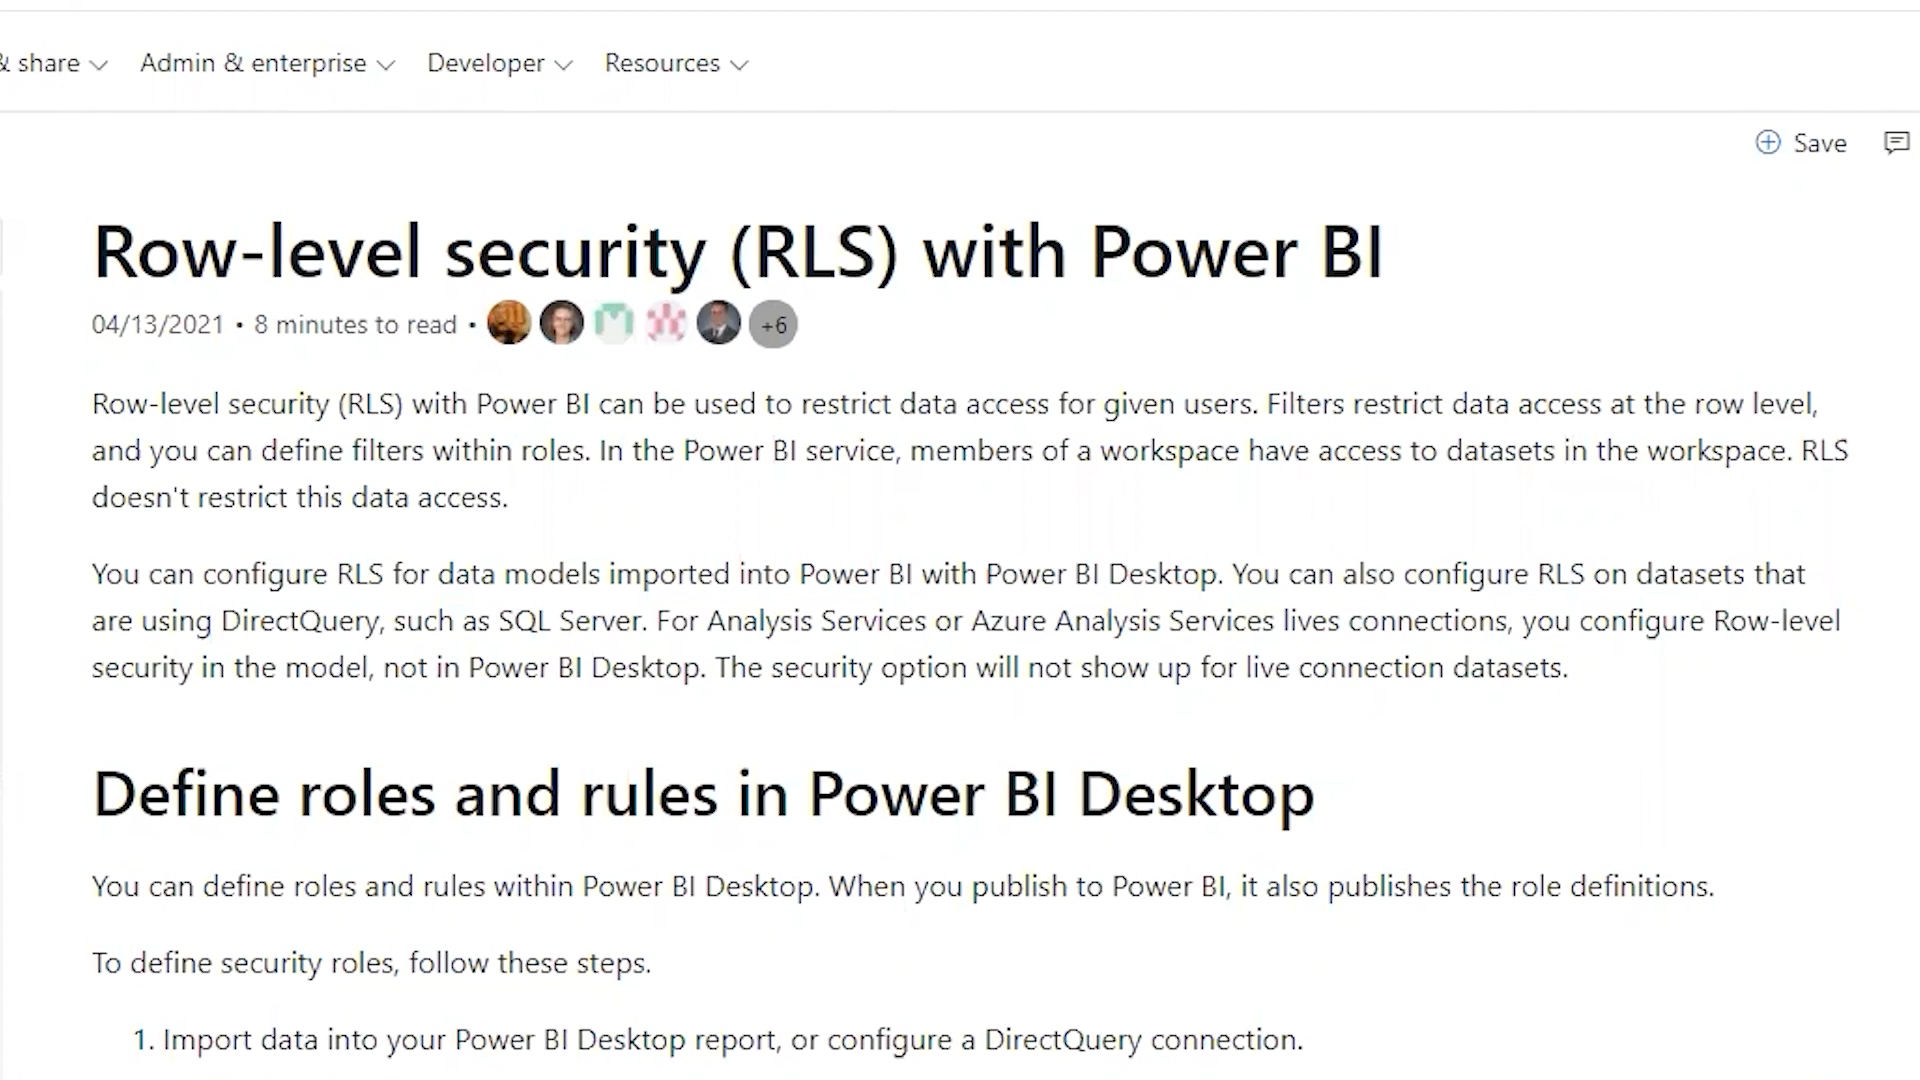 & share Admin & enterprise Developer Resources
Save
Row-level security (RLS) with Power BI
04/13/2021 • 8 minutes to read • +6
Row-level security (RLS) with Power BI can be used to restrict data access for given users. Filters restrict data access at the row level,
and you can define filters within roles. In the Power BI service, members of a workspace have access to datasets in the workspace. RLS
doesn't restrict this data access.
You can configure RLS for data models imported into Power BI with Power BI Desktop. You can also configure RLS on datasets that
are using DirectQuery, such as SQL Server. For Analysis Services or Azure Analysis Services lives connections, you configure Row-level
security in the model, not in Power BI Desktop. The security option will not show up for live connection datasets.
Define roles and rules in Power BI Desktop
You can define roles and rules within Power BI Desktop. When you publish to Power BI, it also publishes the role definitions.
To define security roles, follow these steps.
1. Import data into your Power BI Desktop report, or configure a DirectQuery connection.